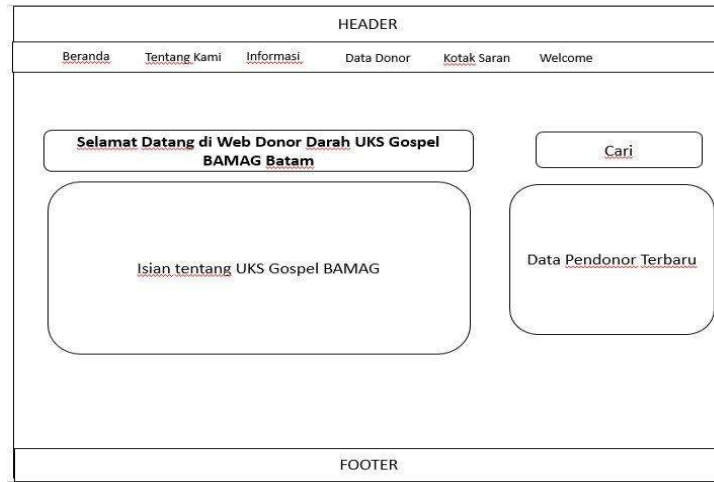 HEADER
Beranda Tentang Kami Informasi Data Donor Kotak Saran Welcome
Selamat Datang di Web Donor Darah UKS Gospel
BAMAG Batam
Cari
Isian tentang UKS Gospel BAMAG
Data Pendonor Terbaru
FOOTER